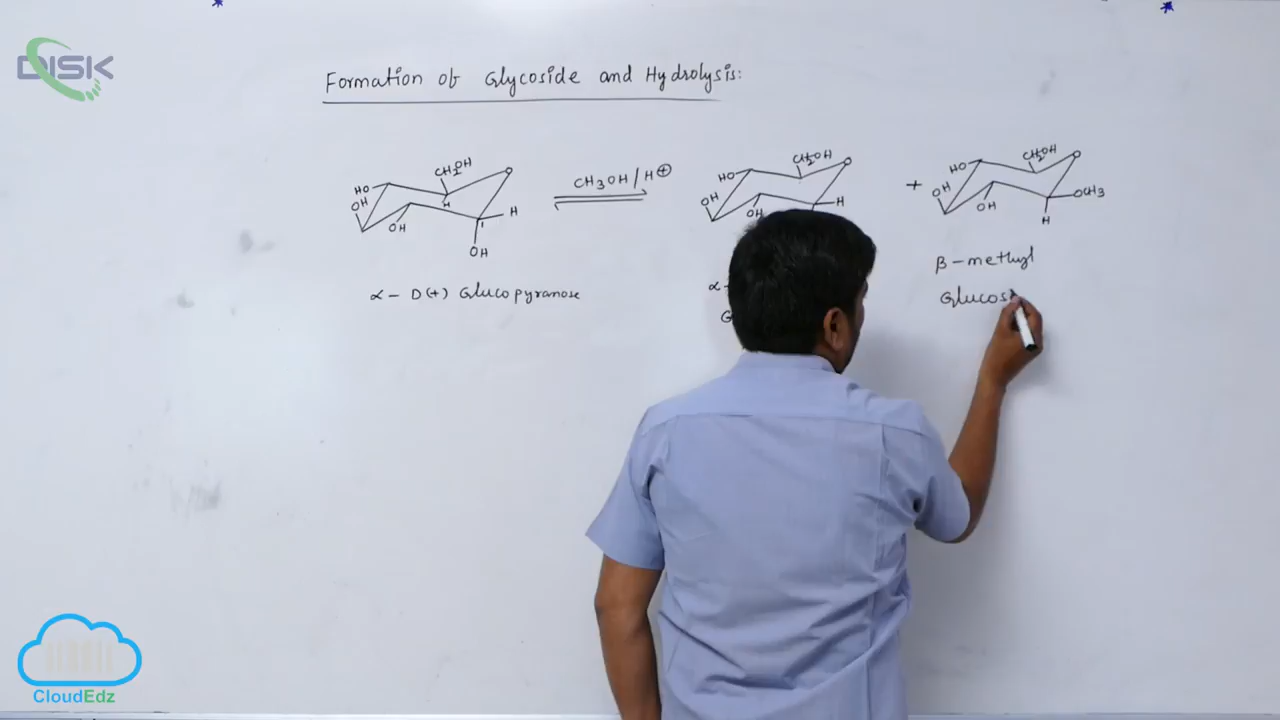 DISK
Formation of Glycoside and Hydrolysis:
HO
CH2OH
O
OH
H
OH
H
OH
α- D(+) Glucopyranose
CH3OH/H⊕
HO
CH2OH
O
OH
OH
H
α-
G
+
HO
CH2OH
O
OH
OH
OCH3
H
β-methyl
Glucos
CloudEdz